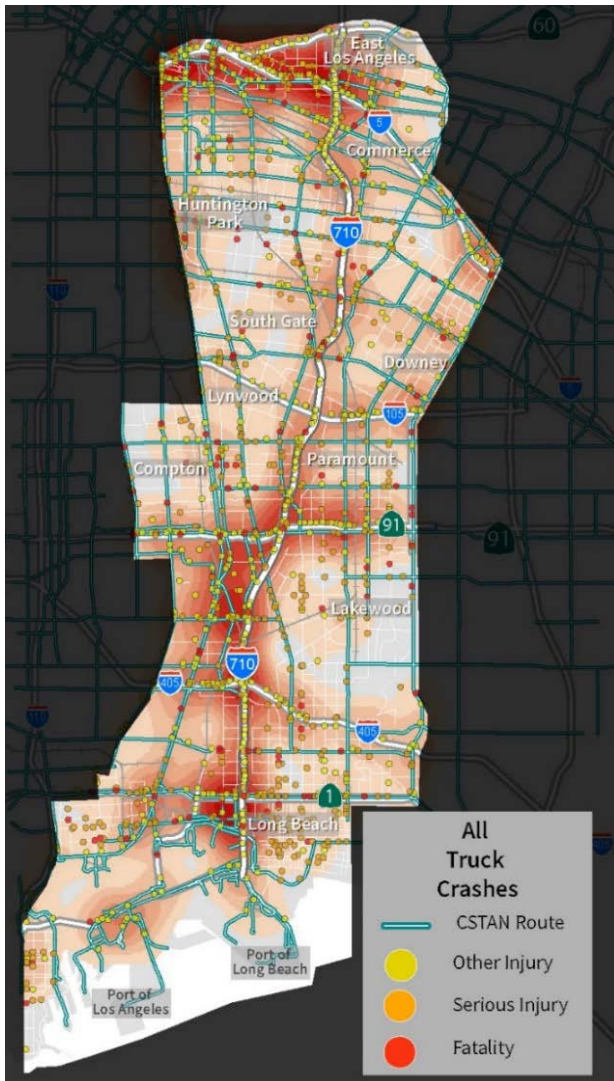 60
East
Los Angeles
5
Commerce
Huntington
Park
710
110
South Gate
Downey
5
Lynwood
105
Compton
Paramount
91
91
Lakewood
710
405
405
110
1
Long Beach
Port of
Long Beach
Port of
Los Angeles
All
Truck
Crashes
CSTAN Route
Other Injury
Serious Injury
Fatality